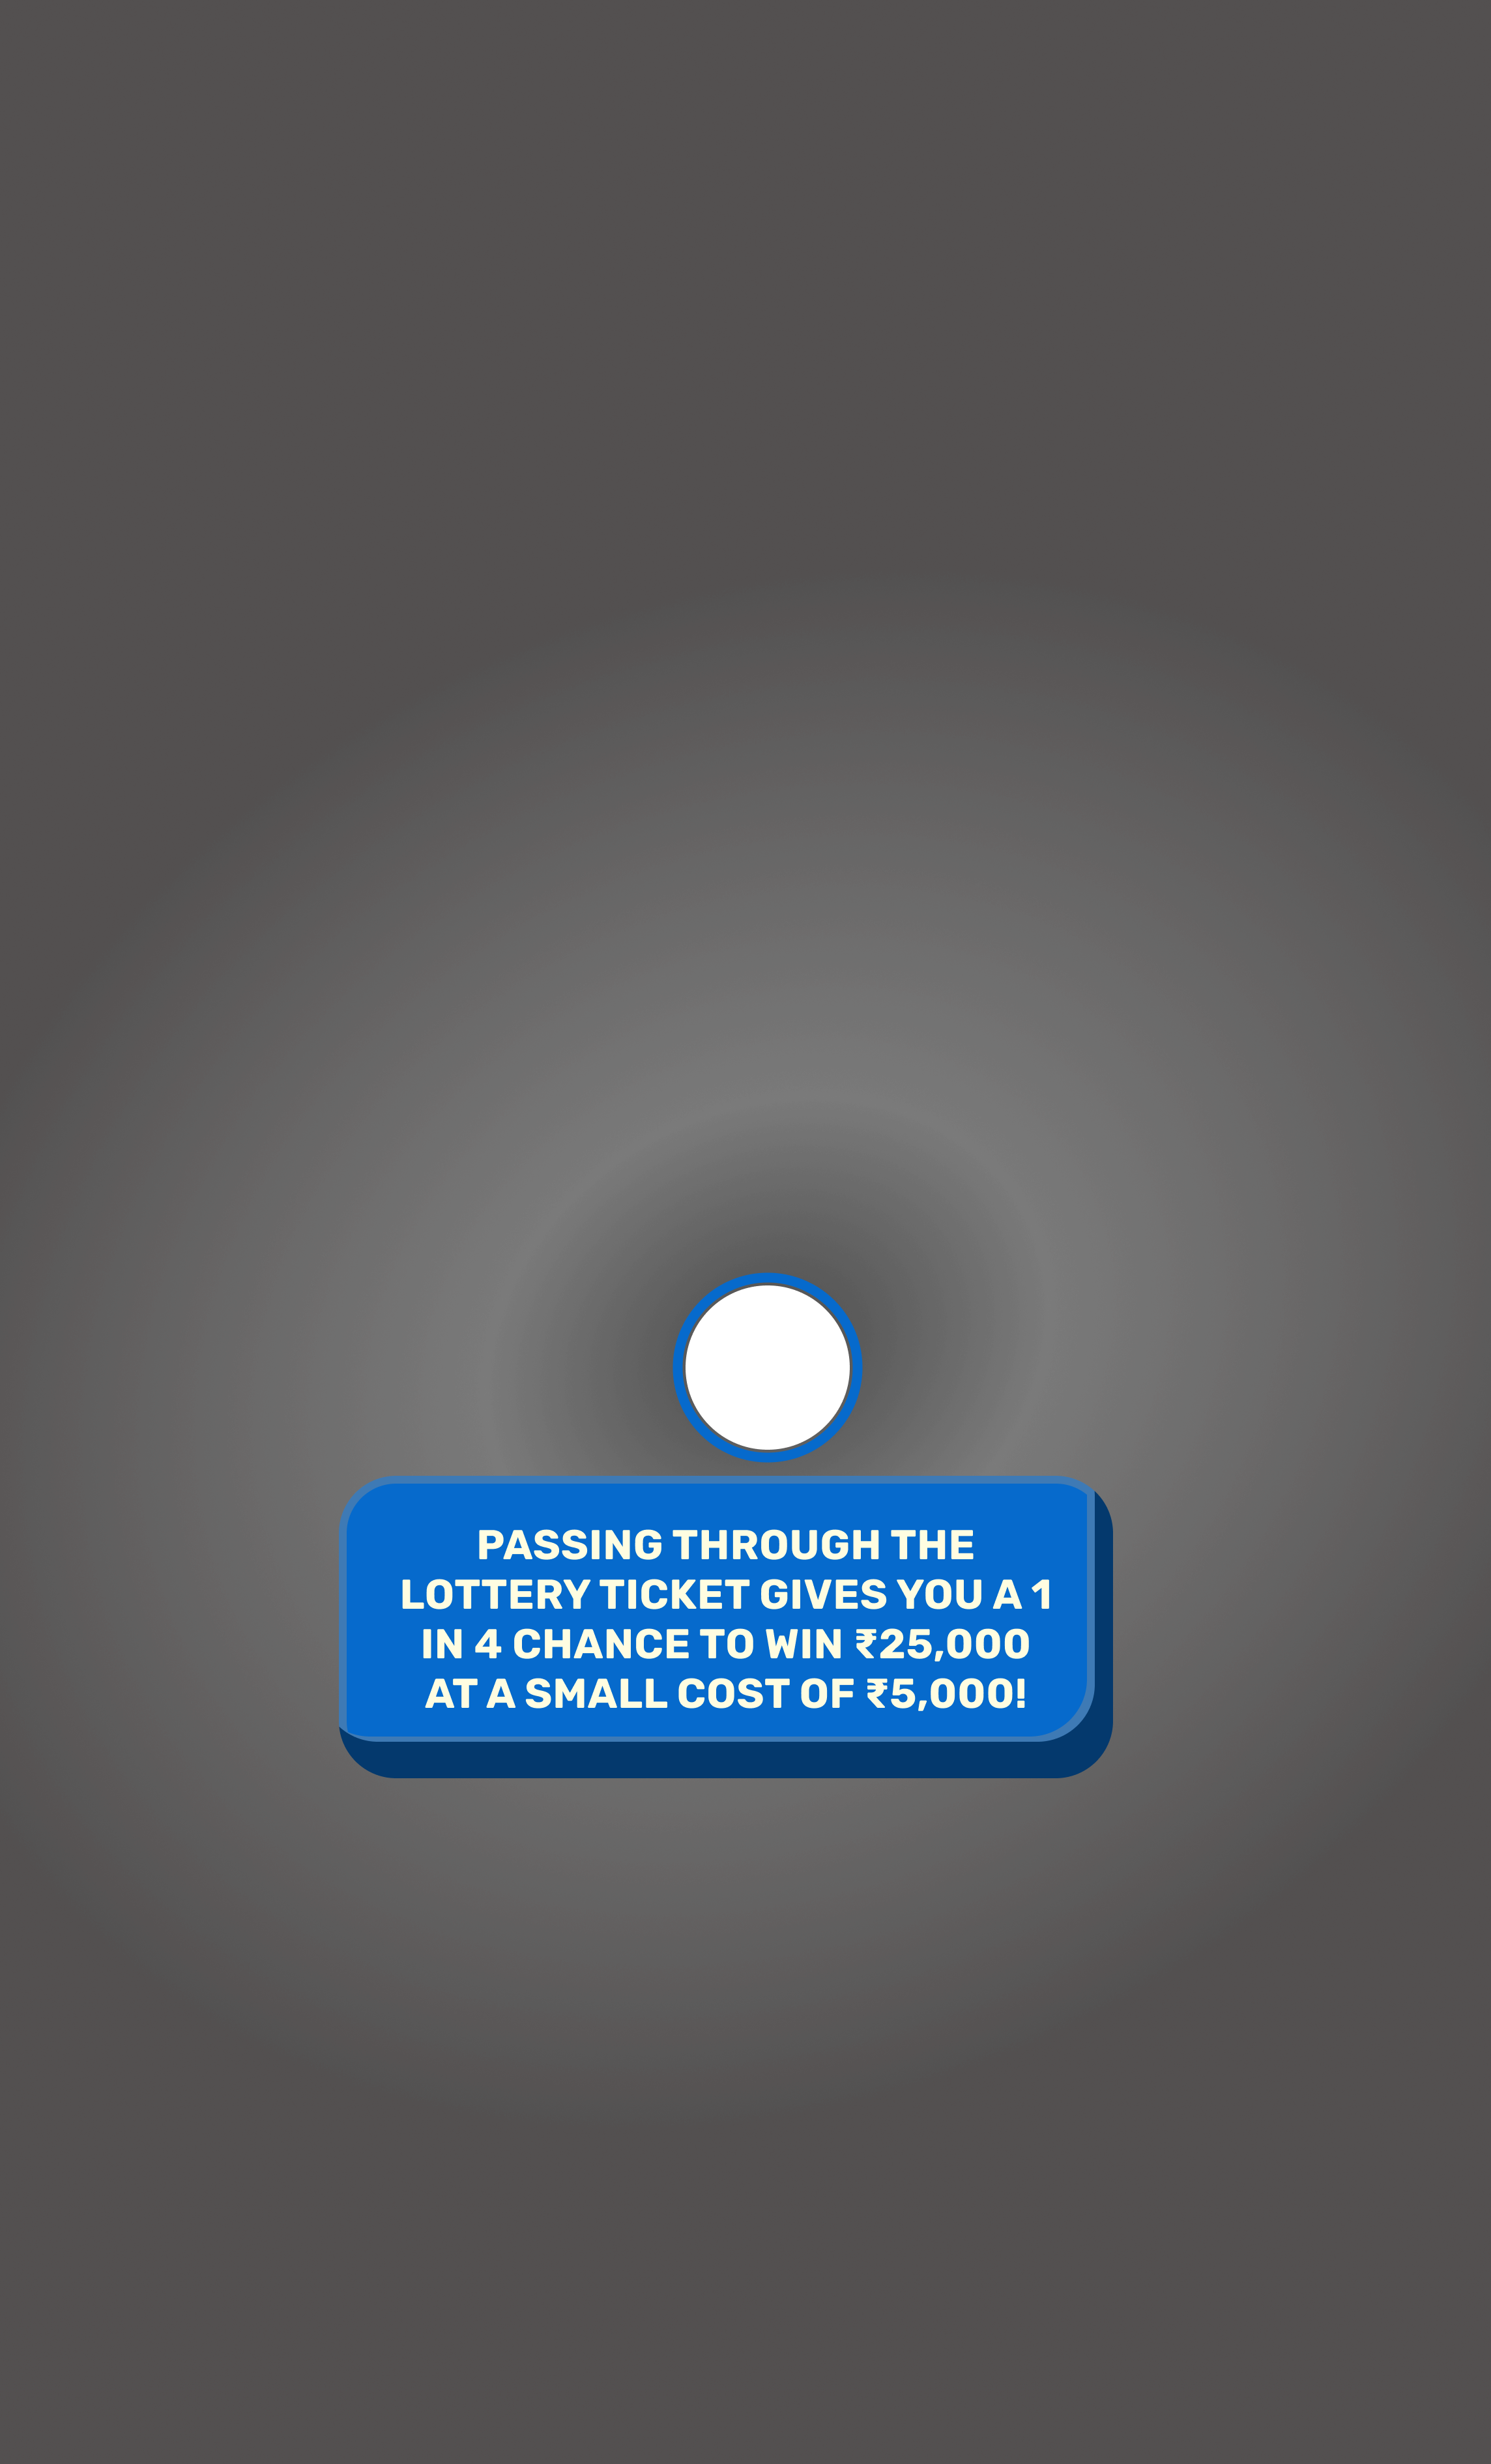 PASSING THROUGH THE
LOTTERY TICKET GIVES YOU A 1
IN 4 CHANCE TO WIN ₹25,000
AT A SMALL COST OF ₹5,000!